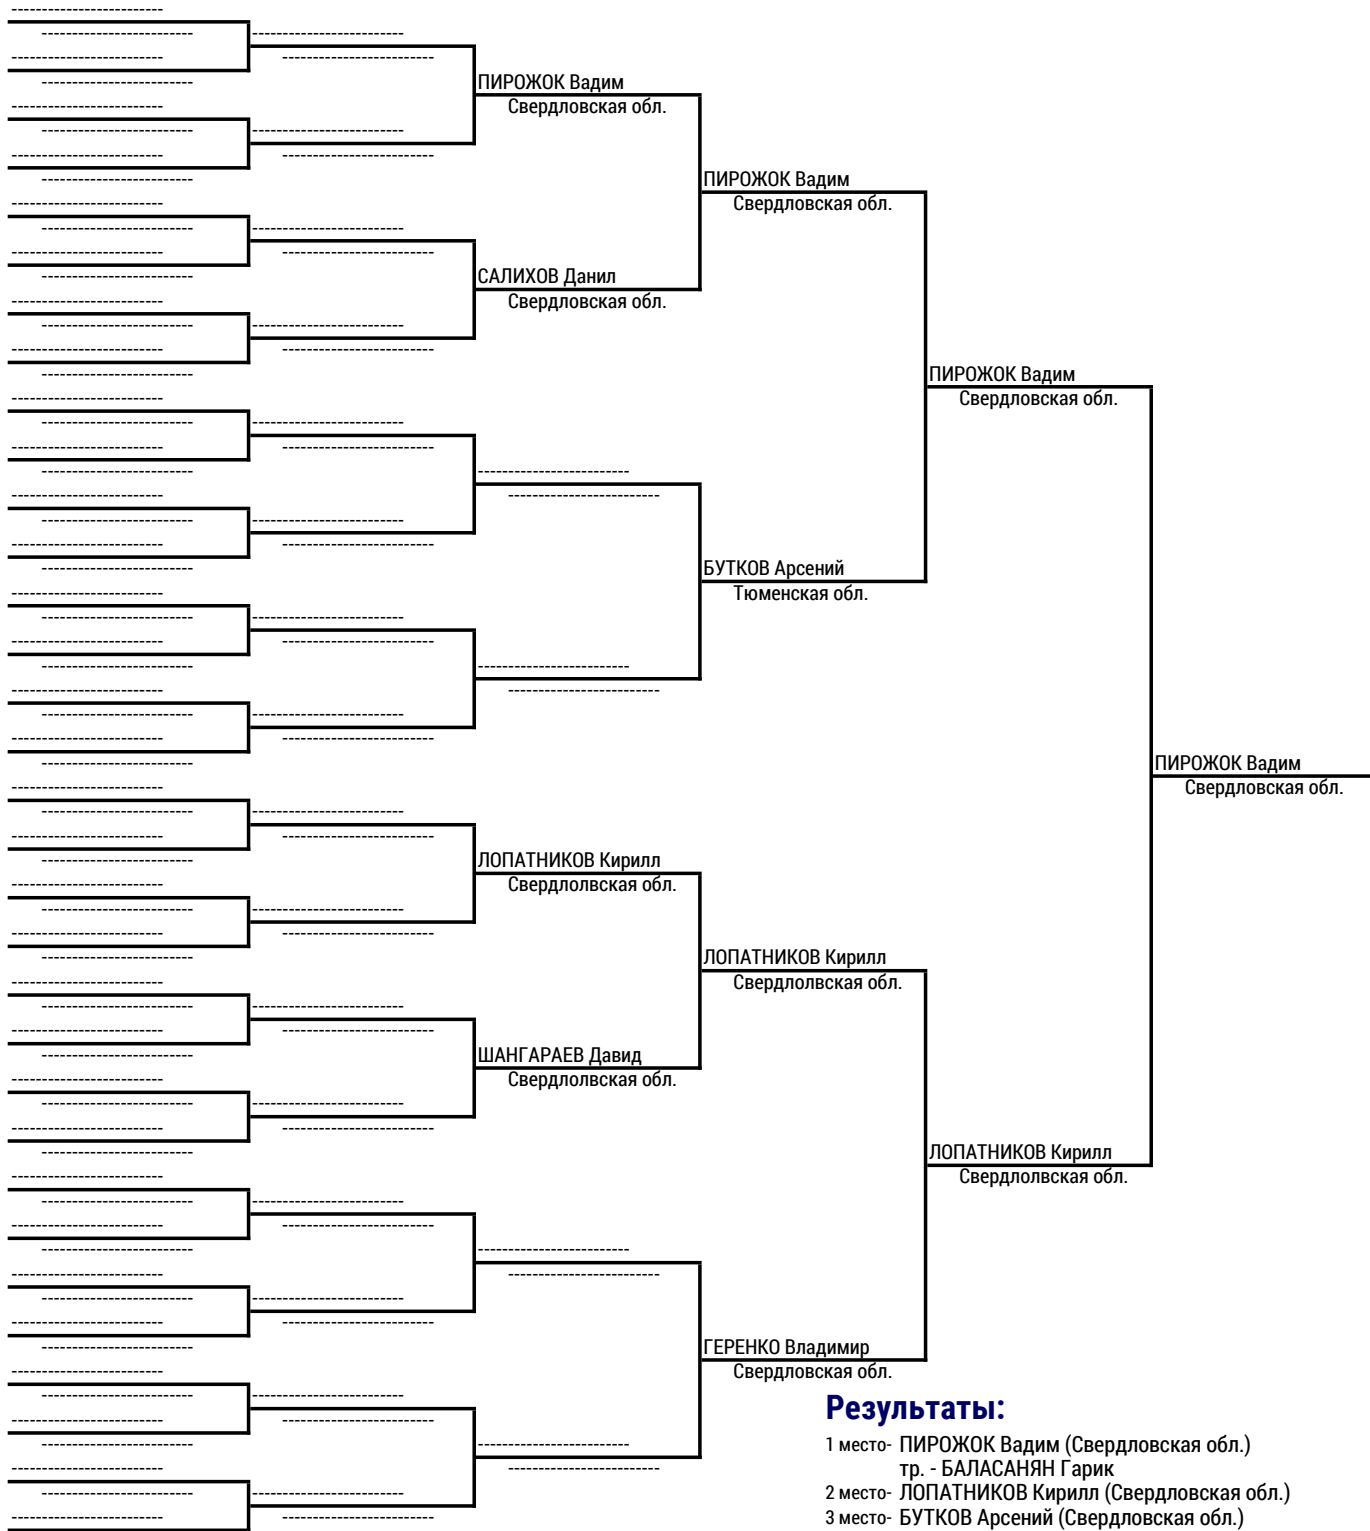 ПИРОЖОК Вадим
Свердловская обл.
ПИРОЖОК Вадим
Свердловская обл.
САЛИХОВ Данил
Свердловская обл.
ПИРОЖОК Вадим
Свердловская обл.
БУТКОВ Арсений
Тюменская обл.
ПИРОЖОК Вадим
Свердловская обл.
ЛОПАТНИКОВ Кирилл
Свердлолвская обл.
ЛОПАТНИКОВ Кирилл
Свердлолвская обл.
ШАНГАРАЕВ Давид
Свердлолвская обл.
ЛОПАТНИКОВ Кирилл
Свердлолвская обл.
ГЕРЕНКО Владимир
Свердловская обл.
Результаты:
1 место- ПИРОЖОК Вадим (Свердловская обл.)
тр. - БАЛАСАНЯН Гарик
2 место- ЛОПАТНИКОВ Кирилл (Свердловская обл.)
3 место- БУТКОВ Арсений (Свердловская обл.)